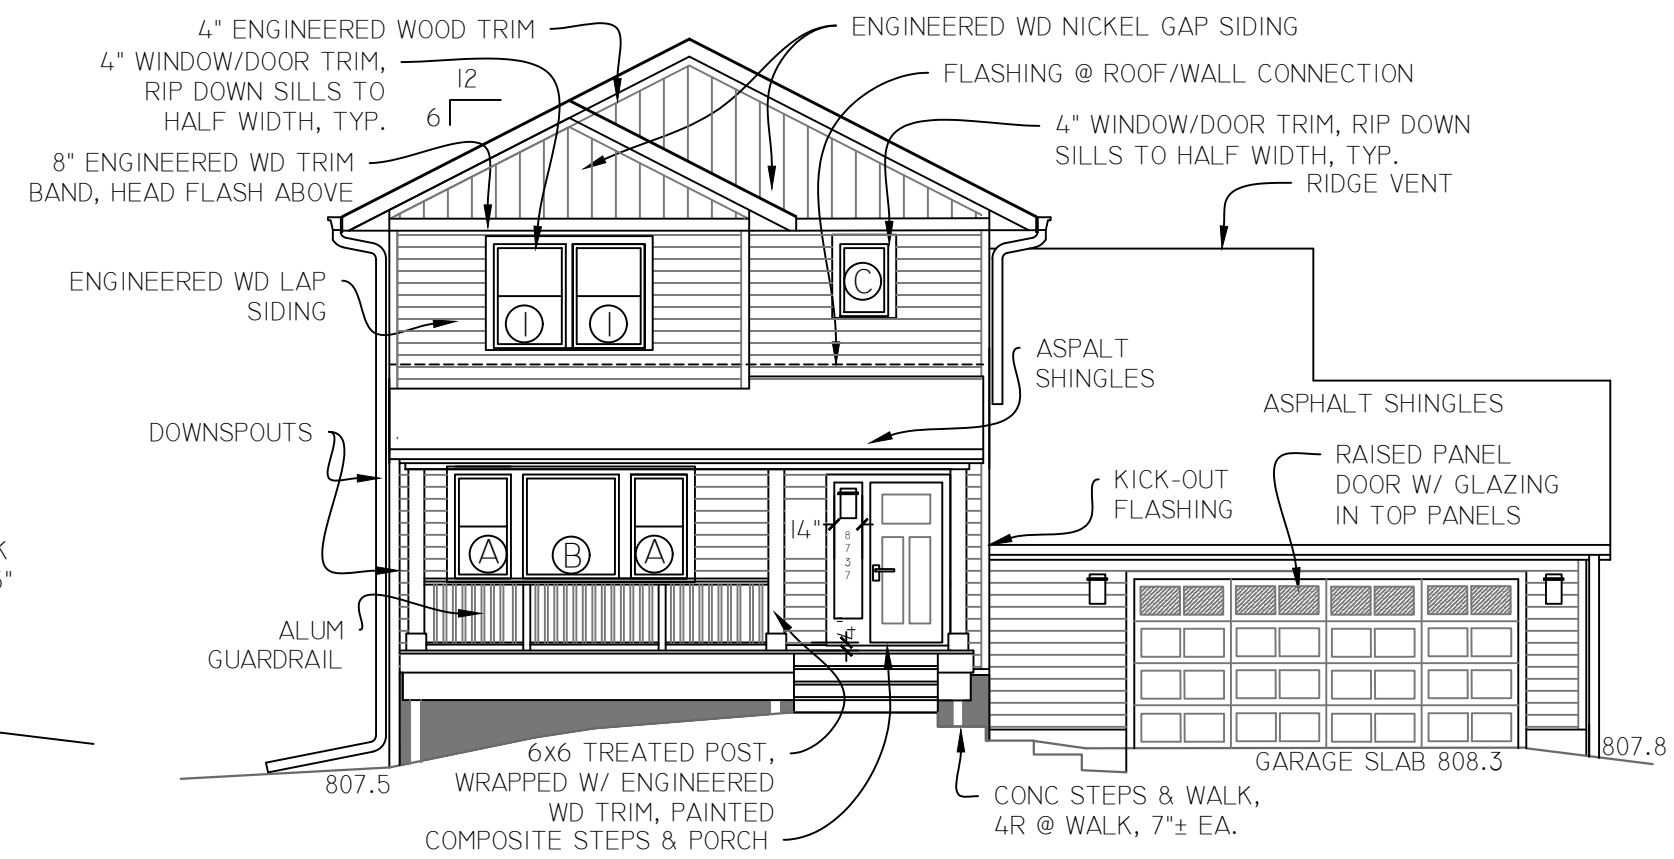 4" ENGINEERED WOOD TRIM
4" WINDOW/DOOR TRIM,
RIP DOWN SILLS TO
HALF WIDTH, TYP.
12
6
8" ENGINEERED WD TRIM
BAND, HEAD FLASH ABOVE
ENGINEERED WD NICKEL GAP SIDING
FLASHING @ ROOF/WALL CONNECTION
4" WINDOW/DOOR TRIM, RIP DOWN
SILLS TO HALF WIDTH, TYP.
RIDGE VENT
ENGINEERED WD LAP
SIDING
I
I
C
ASPALT
SHINGLES
ASPHALT SHINGLES
DOWNSPOUTS
RAISED PANEL
DOOR W/ GLAZING
IN TOP PANELS
KICK-OUT
FLASHING
A
B
A
14"
8
7
3
7
4"
K
"
ALUM
GUARDRAIL
807.5
6x6 TREATED POST,
WRAPPED W/ ENGINEERED
WD TRIM, PAINTED
COMPOSITE STEPS & PORCH
GARAGE SLAB 808.3
807.8
CONC STEPS & WALK,
4R @ WALK, 7"± EA.